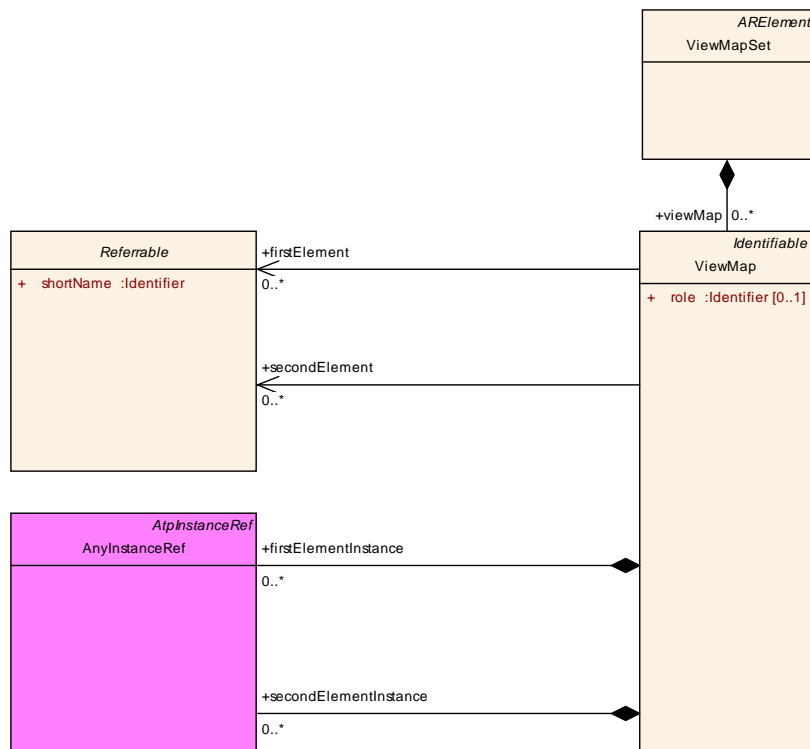 ARElement
ViewMapSet
+viewMap 0..*
Referrable
+ shortName :Identifier
+firstElement
0..*
Identifiable
ViewMap
+ role :Identifier [0..1]
+secondElement
0..*
AtpInstanceRef
AnyInstanceRef
+firstElementInstance
0..*
+secondElementInstance
0..*